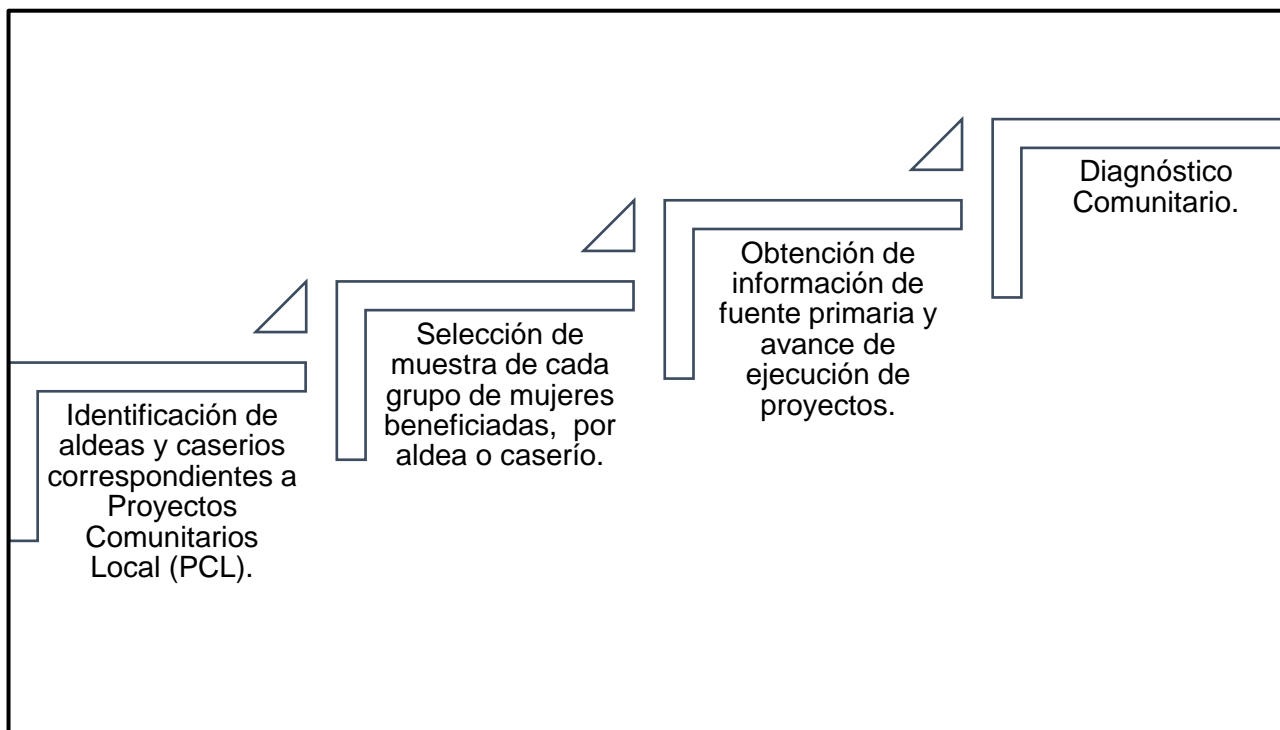 Identificación de
aldeas y caserios
correspondientes a
Proyectos
Comunitarios
Local (PCL).
Selección de
muestra de cada
grupo de mujeres
beneficiadas,  por
aldea o caserío.
Obtención de
información de
fuente primaria y
avance de
ejecución de
proyectos.
Diagnóstico
Comunitario.